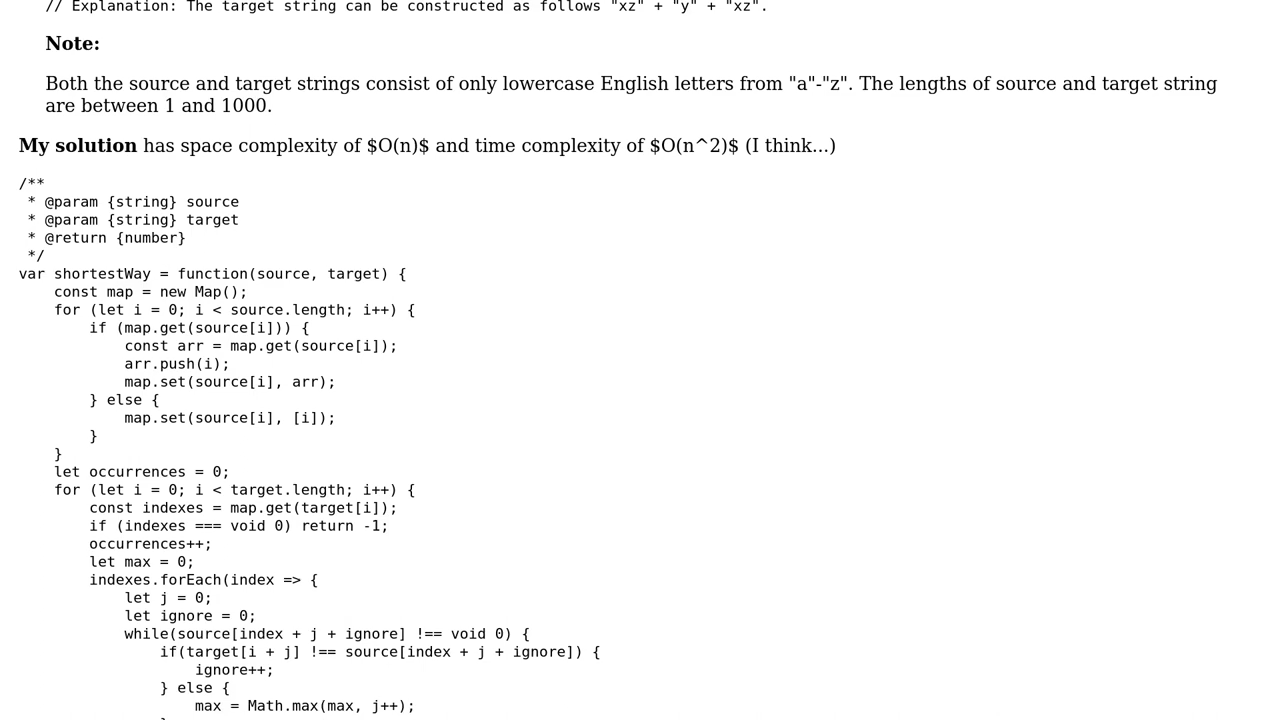 // Explanation: The target string can be constructed as follows "xz" + "y" + "xz".
Note:
Both the source and target strings consist of only lowercase English letters from "a"-"z". The lengths of source and target string
are between 1 and 1000.
My solution has space complexity of $O(n)$ and time complexity of $O(n^2)$ (I think...)
/**
 * @param {string} source
 * @param {string} target
 * @return {number}
 */
var shortestWay = function(source, target) {
    const map = new Map();
    for (let i = 0; i < source.length; i++) {
        if (map.get(source[i])) {
            const arr = map.get(source[i]);
            arr.push(i);
            map.set(source[i], arr);
        } else {
            map.set(source[i], [i]);
        }
    }
    let occurrences = 0;
    for (let i = 0; i < target.length; i++) {
        const indexes = map.get(target[i]);
        if (indexes === void 0) return -1;
        occurrences++;
        let max = 0;
        indexes.forEach(index => {
            let j = 0;
            let ignore = 0;
            while(source[index + j + ignore] !== void 0) {
                if(target[i + j] !== source[index + j + ignore]) {
                    ignore++;
                } else {
                    max = Math.max(max, j++);